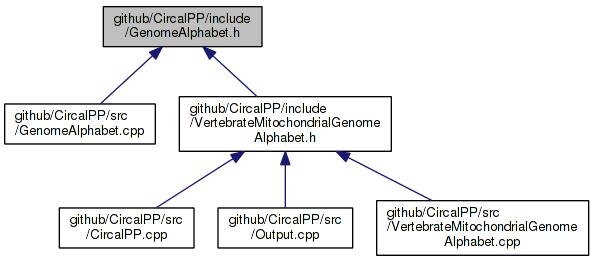 github/CircalPP/include
/GenomeAlphabet.h
github/CircalPP/src
/GenomeAlphabet.cpp
github/CircalPP/include
/VertebrateMitochondrialGenome
Alphabet.h
github/CircalPP/src
/CircalPP.cpp
github/CircalPP/src
/Output.cpp
github/CircalPP/src
/VertebrateMitochondrialGenome
Alphabet.cpp